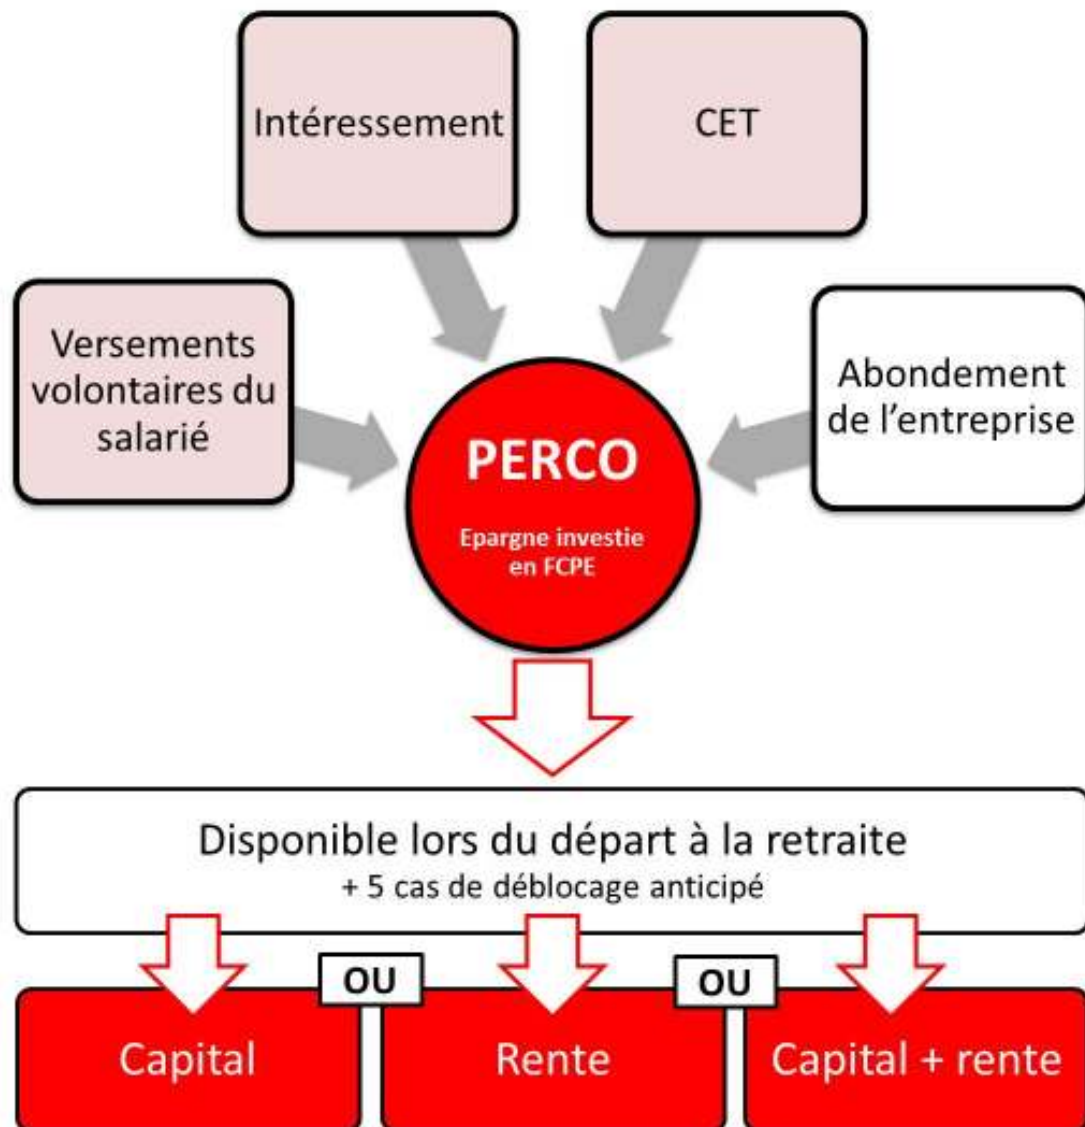 Intéressement
CET
Versements
volontaires du
salarié
Abondement
de l’entreprise
PERCO
Epargne investie
en FCPE
Disponible lors du départ à la retraite
+ 5 cas de déblocage anticipé
OU
OU
Capital
Rente
Capital + rente